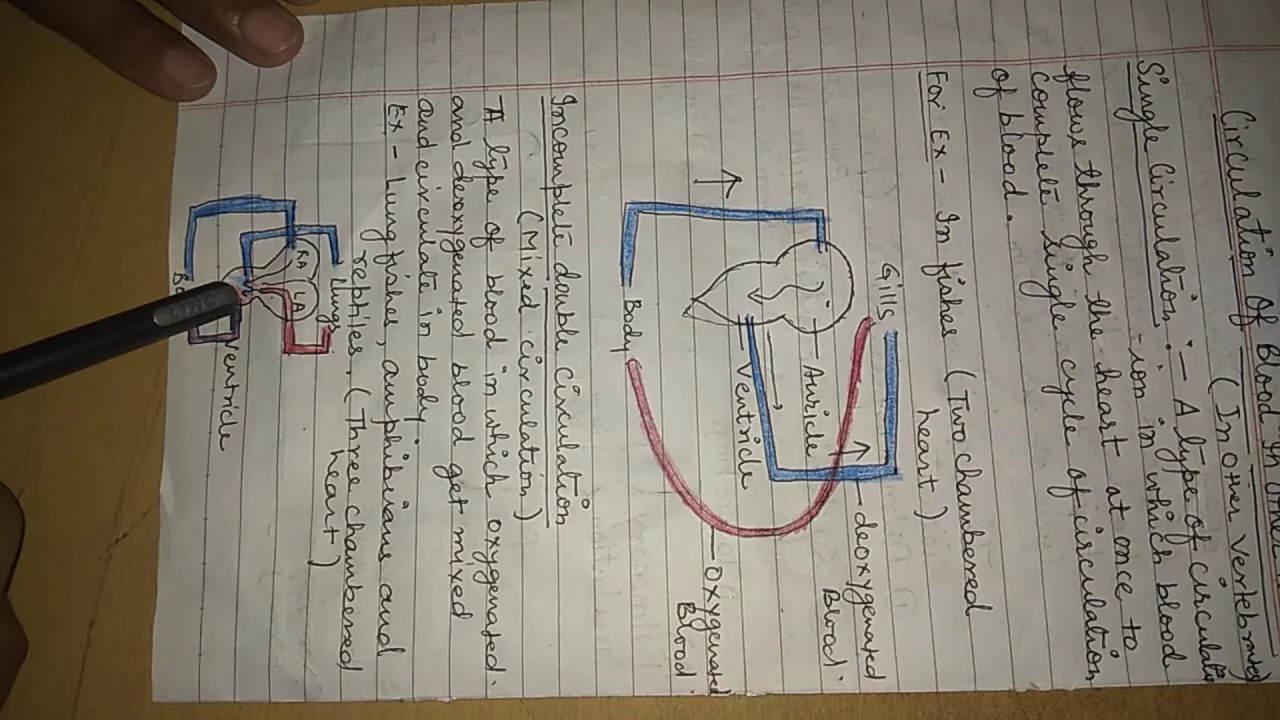 Circulation Of Blood in Other
(In other vertebrates)
Single Circulation :- A type of circulat
-ion in which blood
flows through the heart at once to
complete single cycle of circulation
of blood.
For Ex- In fishes (Two chambered
heart)
Gills
deoxygenated
Blood.
Auricle
Ventricle
Oxygenated
Blood.
Body
Incomplete double circulation
(Mixed circulation)
A type of blood in which oxygenated.
and deoxygenated blood get mixed
and circulate in body.
Ex- Lung fishes, amphibians and
reptiles, (Three chambered
heart)
Lungs
RA
LA
Ventricle